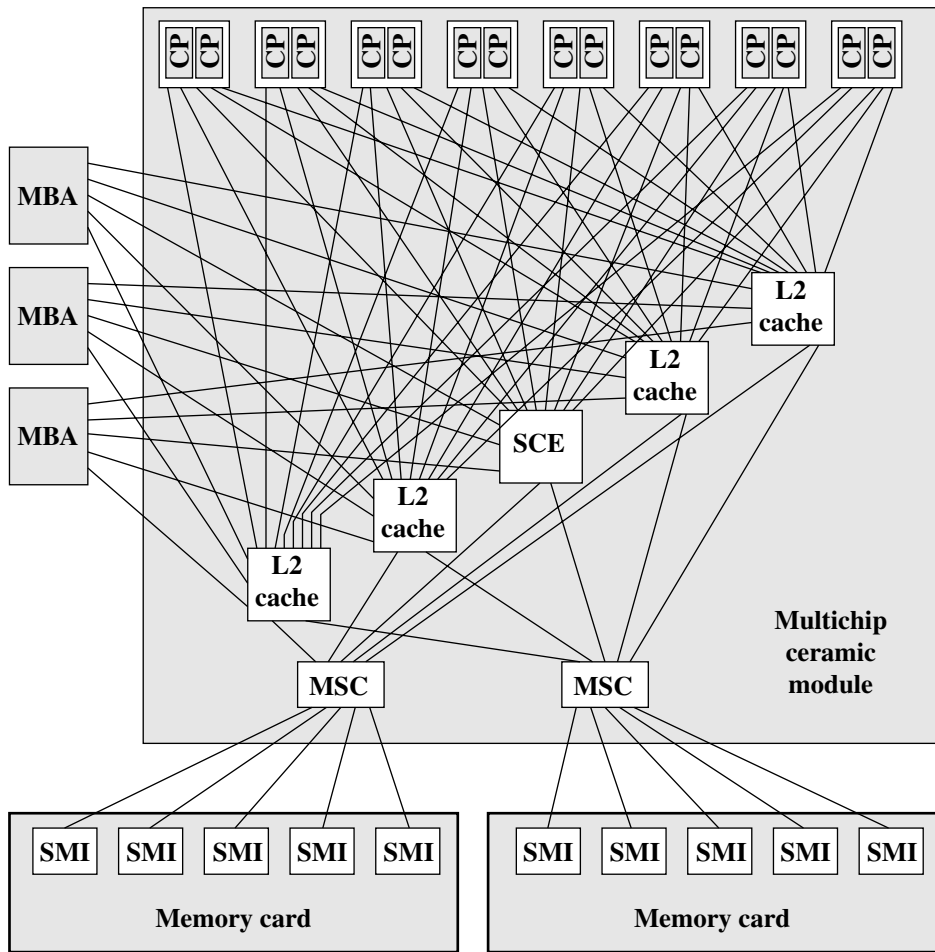 CP CP CP CP CP CP CP CP CP CP CP CP CP CP CP CP
MBA
MBA
MBA
L2
cache
L2
cache
SCE
L2
cache
L2
cache
Multichip
ceramic
module
MSC MSC
SMI SMI SMI SMI SMI SMI SMI SMI SMI SMI
Memory card Memory card